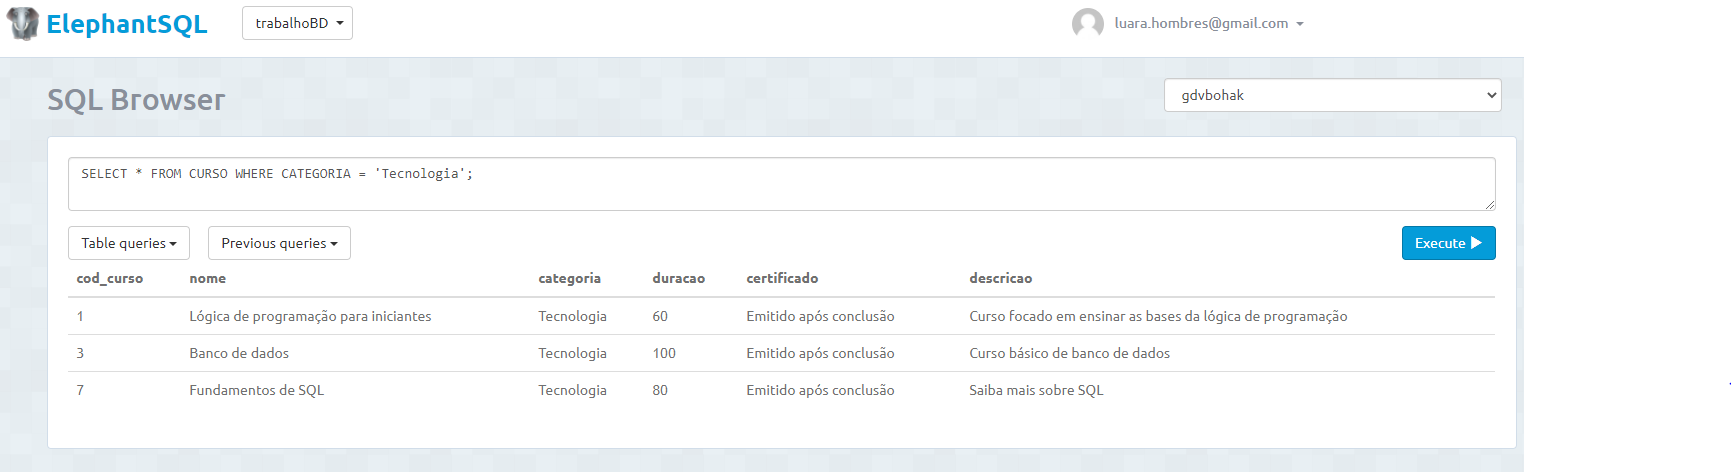 ElephantSQL trabalhoBD luara.hombres@gmail.com
SQL Browser gdvbohak
SELECT * FROM CURSO WHERE CATEGORIA = 'Tecnologia';
Table queries Previous queries Execute
cod_curso nome categoria duracao certificado descricao
1 Lógica de programação para iniciantes Tecnologia 60 Emitido após conclusão Curso focado em ensinar as bases da lógica de programação
3 Banco de dados Tecnologia 100 Emitido após conclusão Curso básico de banco de dados
7 Fundamentos de SQL Tecnologia 80 Emitido após conclusão Saiba mais sobre SQL